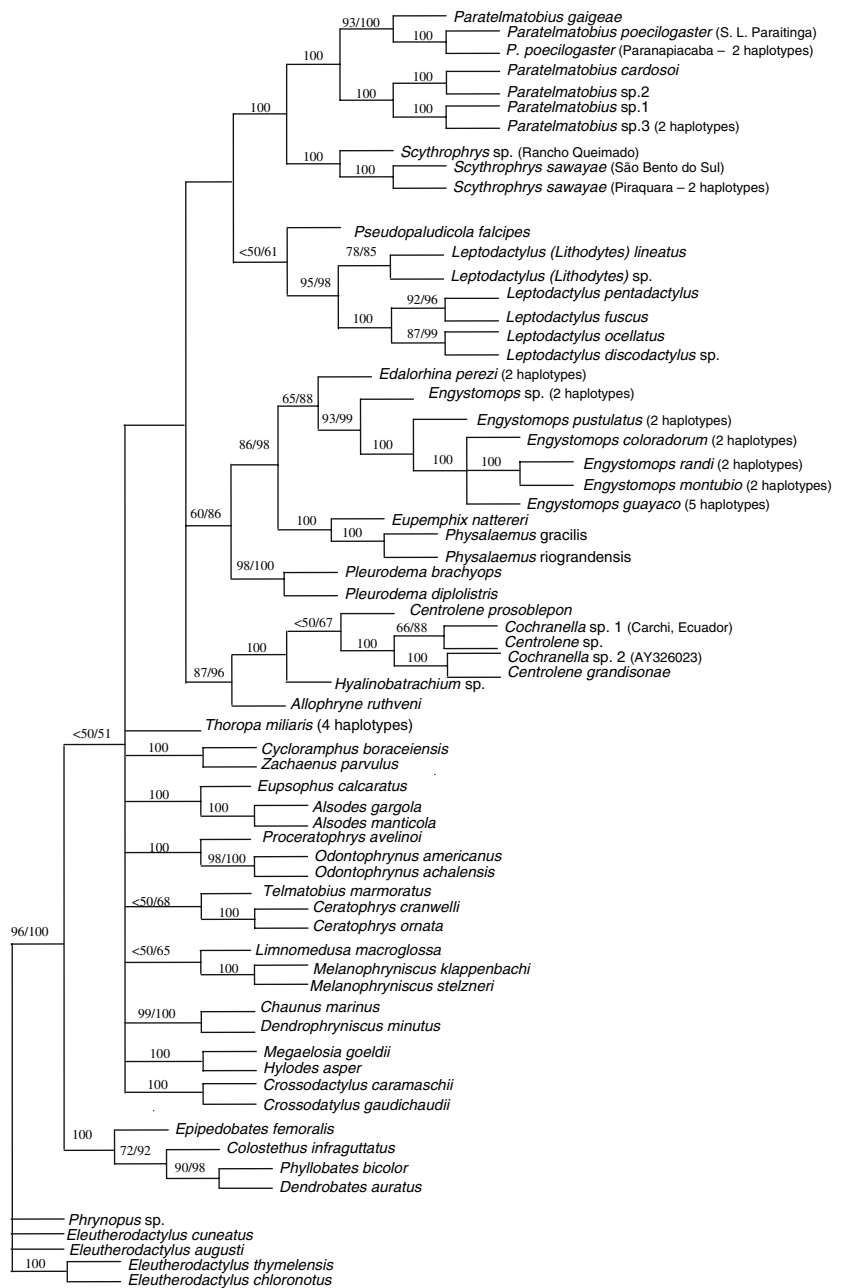 Paratelmatobius gaigeae
93/100
Paratelmatobius poecilogaster (S. L. Paraitinga)
100
P. poecilogaster (Paranapiacaba – 2 haplotypes)
100
Paratelmatobius cardosoi
100
Paratelmatobius sp.2
100
Paratelmatobius sp.1
100
100
Paratelmatobius sp.3 (2 haplotypes)
Scythrophrys sp. (Rancho Queimado)
100
Scythrophrys sawayae (São Bento do Sul)
100
Scythrophrys sawayae (Piraquara – 2 haplotypes)
Pseudopaludicola falcipes
<50/61
78/85
Leptodactylus (Lithodytes) lineatus
Leptodactylus (Lithodytes) sp.
95/98
Leptodactylus pentadactylus
92/96
Leptodactylus fuscus
100
Leptodactylus ocellatus
87/99
Leptodactylus discodactylus sp.
Edalorhina perezi (2 haplotypes)
65/88
Engystomops sp. (2 haplotypes)
93/99
Engystomops pustulatus (2 haplotypes)
86/98
100
Engystomops coloradorum (2 haplotypes)
100
100
Engystomops randi (2 haplotypes)
Engystomops montubio (2 haplotypes)
Engystomops guayaco (5 haplotypes)
60/86
100
Eupemphix nattereri
100
Physalaemus gracilis
Physalaemus riograndensis
98/100
Pleurodema brachyops
Pleurodema diplolistris
Centrolene prosoblepon
<50/67
66/88
Cochranella sp. 1 (Carchi, Ecuador)
100
Centrolene sp.
100
100
Cochranella sp. 2 (AY326023)
87/96
Centrolene grandisonae
Hyalinobatrachium sp.
Allophryne ruthveni
Thoropa miliaris (4 haplotypes)
<50/51
100
Cycloramphus boraceiensis
Zachaenus parvulus
Eupsophus calcaratus
100
100
Alsodes gargola
Alsodes manticola
Proceratophrys avelinoi
100
98/100
Odontophrynus americanus
Odontophrynus achalensis
Telmatobius marmoratus
<50/68
100
Ceratophrys cranwelli
Ceratophrys ornata
96/100
Limnomedusa macroglossa
<50/65
100
Melanophryniscus klappenbachi
Melanophryniscus stelzneri
Chaunus marinus
99/100
Dendrophryniscus minutus
Megaelosia goeldii
100
Hylodes asper
Crossodactylus caramaschii
100
Crossodatylus gaudichaudii
Epipedobates femoralis
100
72/92
Colostethus infraguttatus
90/98
Phyllobates bicolor
Dendrobates auratus
Phrynopus sp.
Eleutherodactylus cuneatus
Eleutherodactylus augusti
100
Eleutherodactylus thymelensis
Eleutherodactylus chloronotus